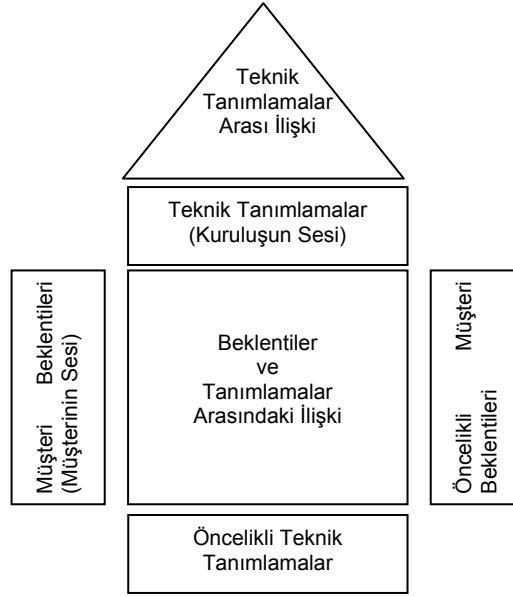 Teknik
Tanımlamalar
Arası İlişki
Teknik Tanımlamalar
(Kuruluşun Sesi)
Müşteri Beklentileri
(Müşterinin Sesi)
Beklentiler
ve
Tanımlamalar
Arasındaki İlişki
Öncelikli Müşteri
Beklentileri
Öncelikli Teknik
Tanımlamalar